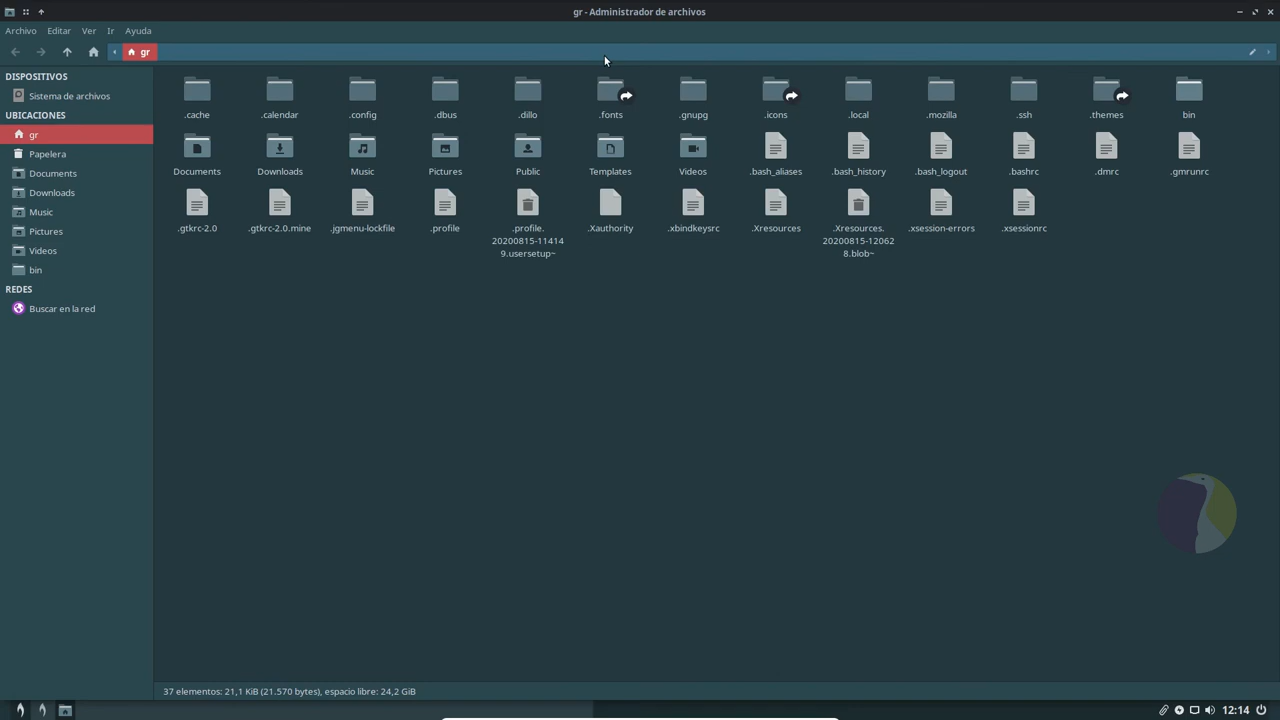 gr - Administrador de archivos
Archivo Editar Ver Ir Ayuda
gr
DISPOSITIVOS
Sistema de archivos
UBICACIONES
gr
Papelera
Documents
Downloads
Music
Pictures
Videos
bin
REDES
Buscar en la red
.cache .calendar .config .dbus .dillo .fonts .gnupg .icons .local .mozilla .ssh .themes bin
Documents Downloads Music Pictures Public Templates Videos .bash_aliases .bash_history .bash_logout .bashrc .dmrc .gmrunrc
.gtkrc-2.0 .gtkrc-2.0.mine .jgmenu-lockfile .profile .profile. .Xauthority .xbindkeysrc .Xresources .Xresources. .xsession-errors .xsessionrc
20200815-11414 20200815-12062
9.usersetup~ 8.blob~
37 elementos: 21,1 KiB (21.570 bytes), espacio libre: 24,2 GiB
12:14